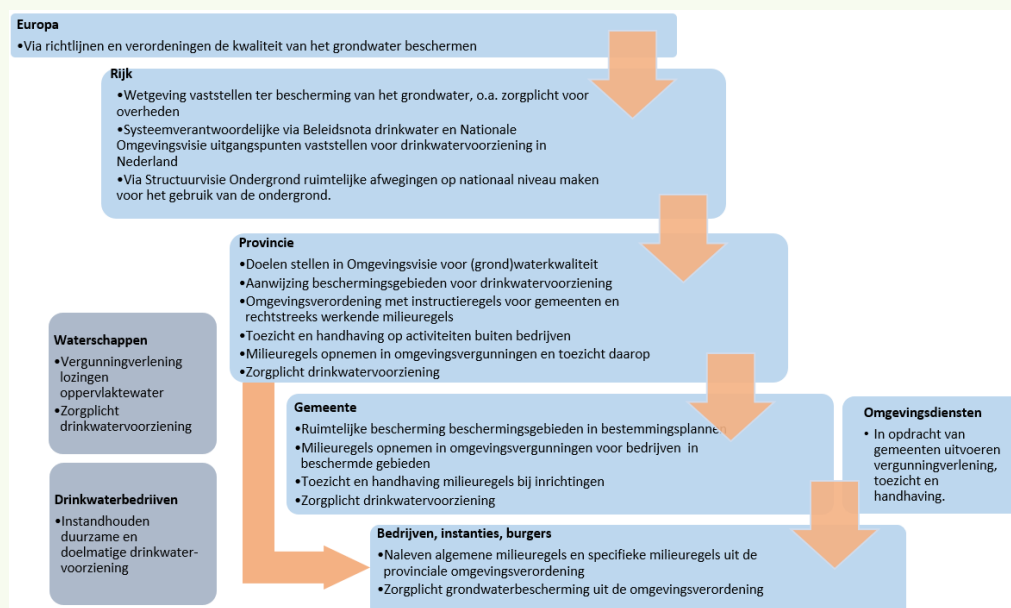 Europa
•Via richtlijnen en verordeningen de kwaliteit van het grondwater beschermen
Rijk
•Wetgeving vaststellen ter bescherming van het grondwater, o.a. zorgplicht voor
overheden
•Systeemverantwoordelijke via Beleidsnota drinkwater en Nationale
Omgevingsvisie uitgangspunten vaststellen voor drinkwatervoorziening in
Nederland
•Via Structuurvisie Ondergrond ruimtelijke afwegingen op nationaal niveau maken
voor het gebruik van de ondergrond.
Provincie
•Doelen stellen in Omgevingsvisie voor (grond)waterkwaliteit
•Aanwijzing beschermingsgebieden voor drinkwatervoorziening
•Omgevingsverordening met instructieregels voor gemeenten en
rechtstreeks werkende milieuregels
•Toezicht en handhaving op activiteiten buiten bedrijven
•Milieuregels opnemen in omgevingsvergunningen en toezicht daarop
•Zorgplicht drinkwatervoorziening
Waterschappen
•Vergunningverlening
lozingen
oppervlaktewater
•Zorgplicht
drinkwatervoorziening
Gemeente
•Ruimtelijke bescherming beschermingsgebieden in bestemmingsplannen
•Milieuregels opnemen in omgevingsvergunningen voor bedrijven in
beschermde gebieden
•Toezicht en handhaving milieuregels bij inrichtingen
•Zorgplicht drinkwatervoorziening
Omgevingsdiensten
• In opdracht van
gemeenten uitvoeren
vergunningverlening,
toezicht en
handhaving.
Drinkwaterbedrijven
•Instandhouden
duurzame en
doelmatige drinkwater-
voorziening
Bedrijven, instanties, burgers
•Naleven algemene milieuregels en specifieke milieuregels uit de
provinciale omgevingsverordening
•Zorgplicht grondwaterbescherming uit de omgevingsverordening